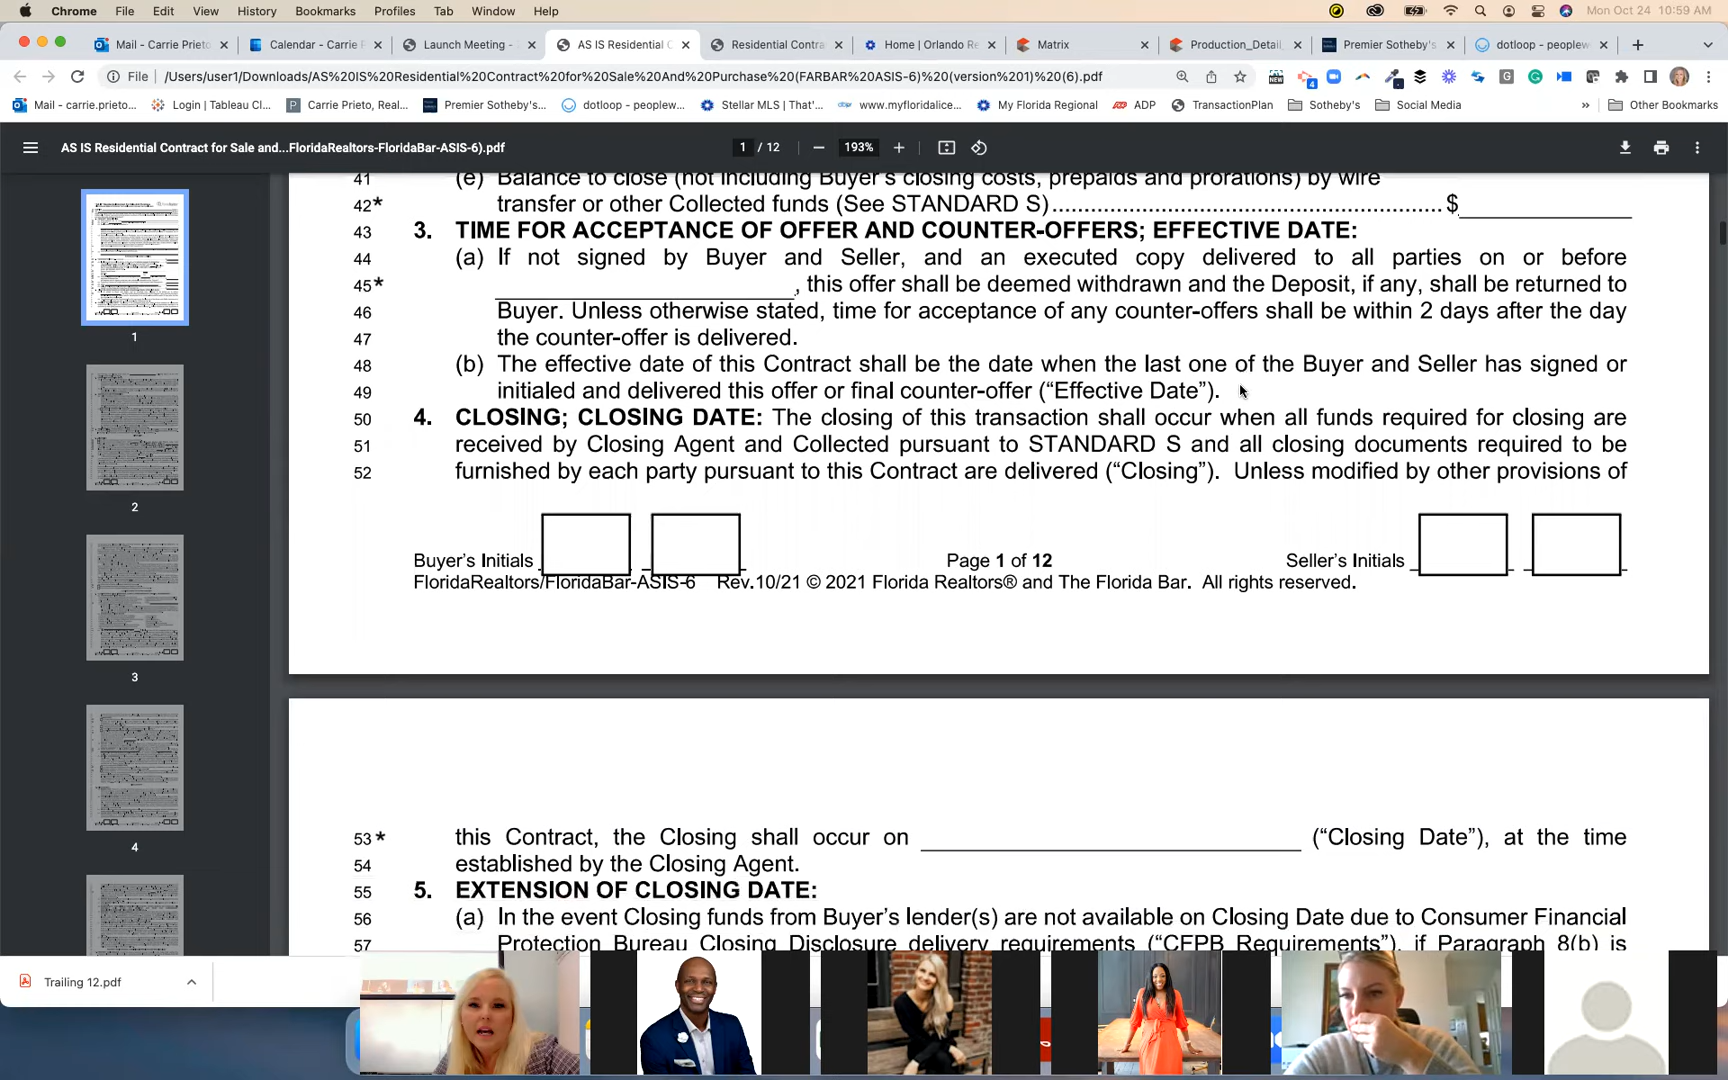 Chrome File Edit View History Bookmarks Profiles Tab Window Help Mon Oct 24 10:59 AM
Mail - Carrie Prieto Calendar - Carrie P Launch Meeting - AS IS Residential C Residential Contra Home | Orlando Re Matrix Production_Detail_ Premier Sotheby's dotloop - peoplew
File /Users/user1/Downloads/AS%20IS%20Residential%20Contract%20for%20Sale%20And%20Purchase%20(FARBAR%20ASIS-6)%20(version%201)%20(6).pdf
Mail - carrie.prieto... Login | Tableau Cl... Carrie Prieto, Real... Premier Sotheby's... dotloop - peoplew... Stellar MLS | That'... www.myfloridalice... My Florida Regional ADP TransactionPlan Sotheby's Social Media » Other Bookmarks
AS IS Residential Contract for Sale and...FloridaRealtors-FloridaBar-ASIS-6).pdf 1 / 12 193%
41 (e) Balance to close (not including Buyer's closing costs, prepaids and prorations) by wire
42* transfer or other Collected funds (See STANDARD S)........................................................ $
43 3. TIME FOR ACCEPTANCE OF OFFER AND COUNTER-OFFERS; EFFECTIVE DATE:
44 (a) If not signed by Buyer and Seller, and an executed copy delivered to all parties on or before
45* , this offer shall be deemed withdrawn and the Deposit, if any, shall be returned to
46 Buyer. Unless otherwise stated, time for acceptance of any counter-offers shall be within 2 days after the day
47 the counter-offer is delivered.
48 (b) The effective date of this Contract shall be the date when the last one of the Buyer and Seller has signed or
49 initialed and delivered this offer or final counter-offer (“Effective Date”).
50 4. CLOSING; CLOSING DATE: The closing of this transaction shall occur when all funds required for closing are
51 received by Closing Agent and Collected pursuant to STANDARD S and all closing documents required to be
52 furnished by each party pursuant to this Contract are delivered (“Closing”). Unless modified by other provisions of
Buyer’s Initials Page 1 of 12 Seller’s Initials
FloridaRealtors/FloridaBar-ASIS-6 Rev.10/21 © 2021 Florida Realtors® and The Florida Bar. All rights reserved.
53* this Contract, the Closing shall occur on (“Closing Date”), at the time
54 established by the Closing Agent.
55 5. EXTENSION OF CLOSING DATE:
56 (a) In the event Closing funds from Buyer’s lender(s) are not available on Closing Date due to Consumer Financial
57 Protection Bureau Closing Disclosure delivery requirements (“CFPB Requirements”), if Paragraph 8(b) is
1
2
3
4
Trailing 12.pdf